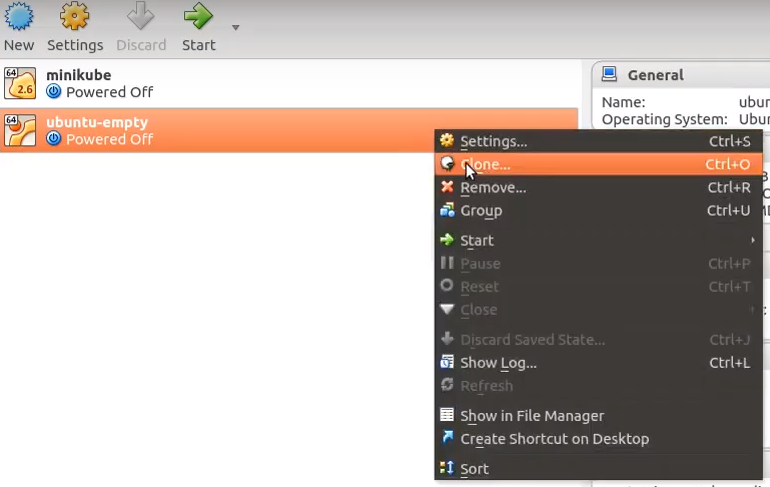 New Settings Discard Start
64 minikube
2.6 Powered Off
64 ubuntu-empty
Powered Off
General
Name: ubu
Operating System: Ubu
Settings... Ctrl+S
Clone... Ctrl+O
Remove... Ctrl+R
Group Ctrl+U
Start
Pause Ctrl+P
Reset Ctrl+T
Close
Discard Saved State... Ctrl+J
Show Log... Ctrl+L
Refresh
Show in File Manager
Create Shortcut on Desktop
Sort